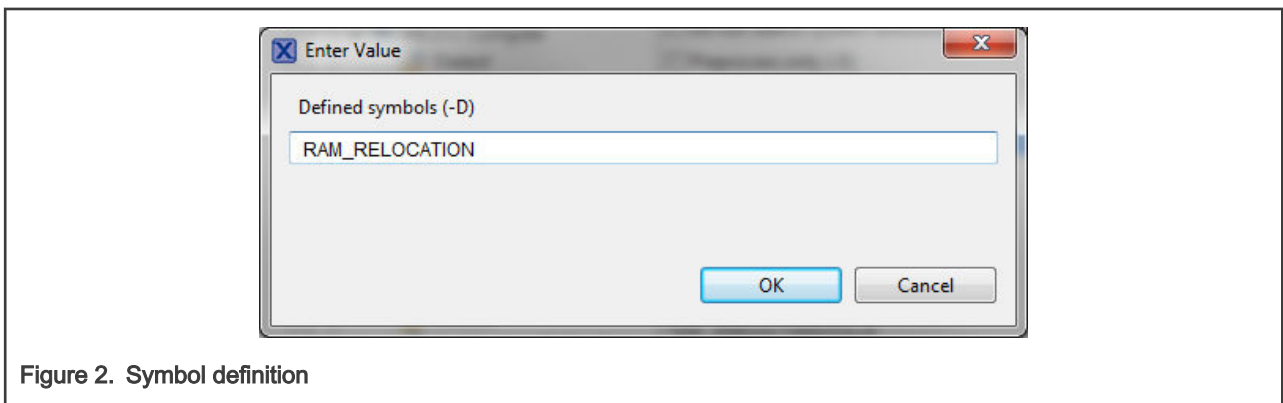 Enter Value
Defined symbols (-D)
RAM_RELOCATION
OK Cancel
Figure 2. Symbol definition